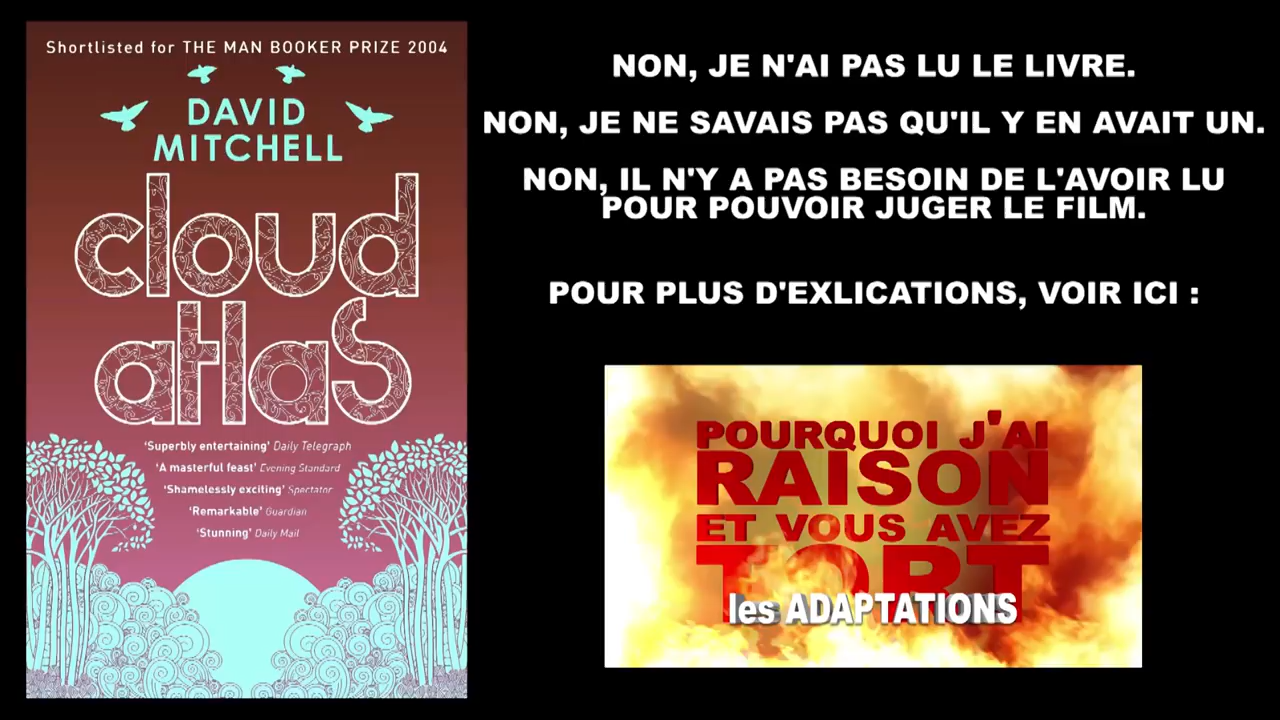 Shortlisted for THE MAN BOOKER PRIZE 2004
DAVID
MITCHELL
cloud
atlas
'Superbly entertaining' Daily Telegraph
'A masterful feast' Evening Standard
'Shamelessly exciting' Spectator
'Remarkable' Guardian
'Stunning' Daily Mail
NON, JE N'AI PAS LU LE LIVRE.
NON, JE NE SAVAIS PAS QU'IL Y EN AVAIT UN.
NON, IL N'Y A PAS BESOIN DE L'AVOIR LU
POUR POUVOIR JUGER LE FILM.
POUR PLUS D'EXLICATIONS, VOIR ICI :
POURQUOI J'AI
RAISON
ET VOUS AVEZ
TORT
les ADAPTATIONS